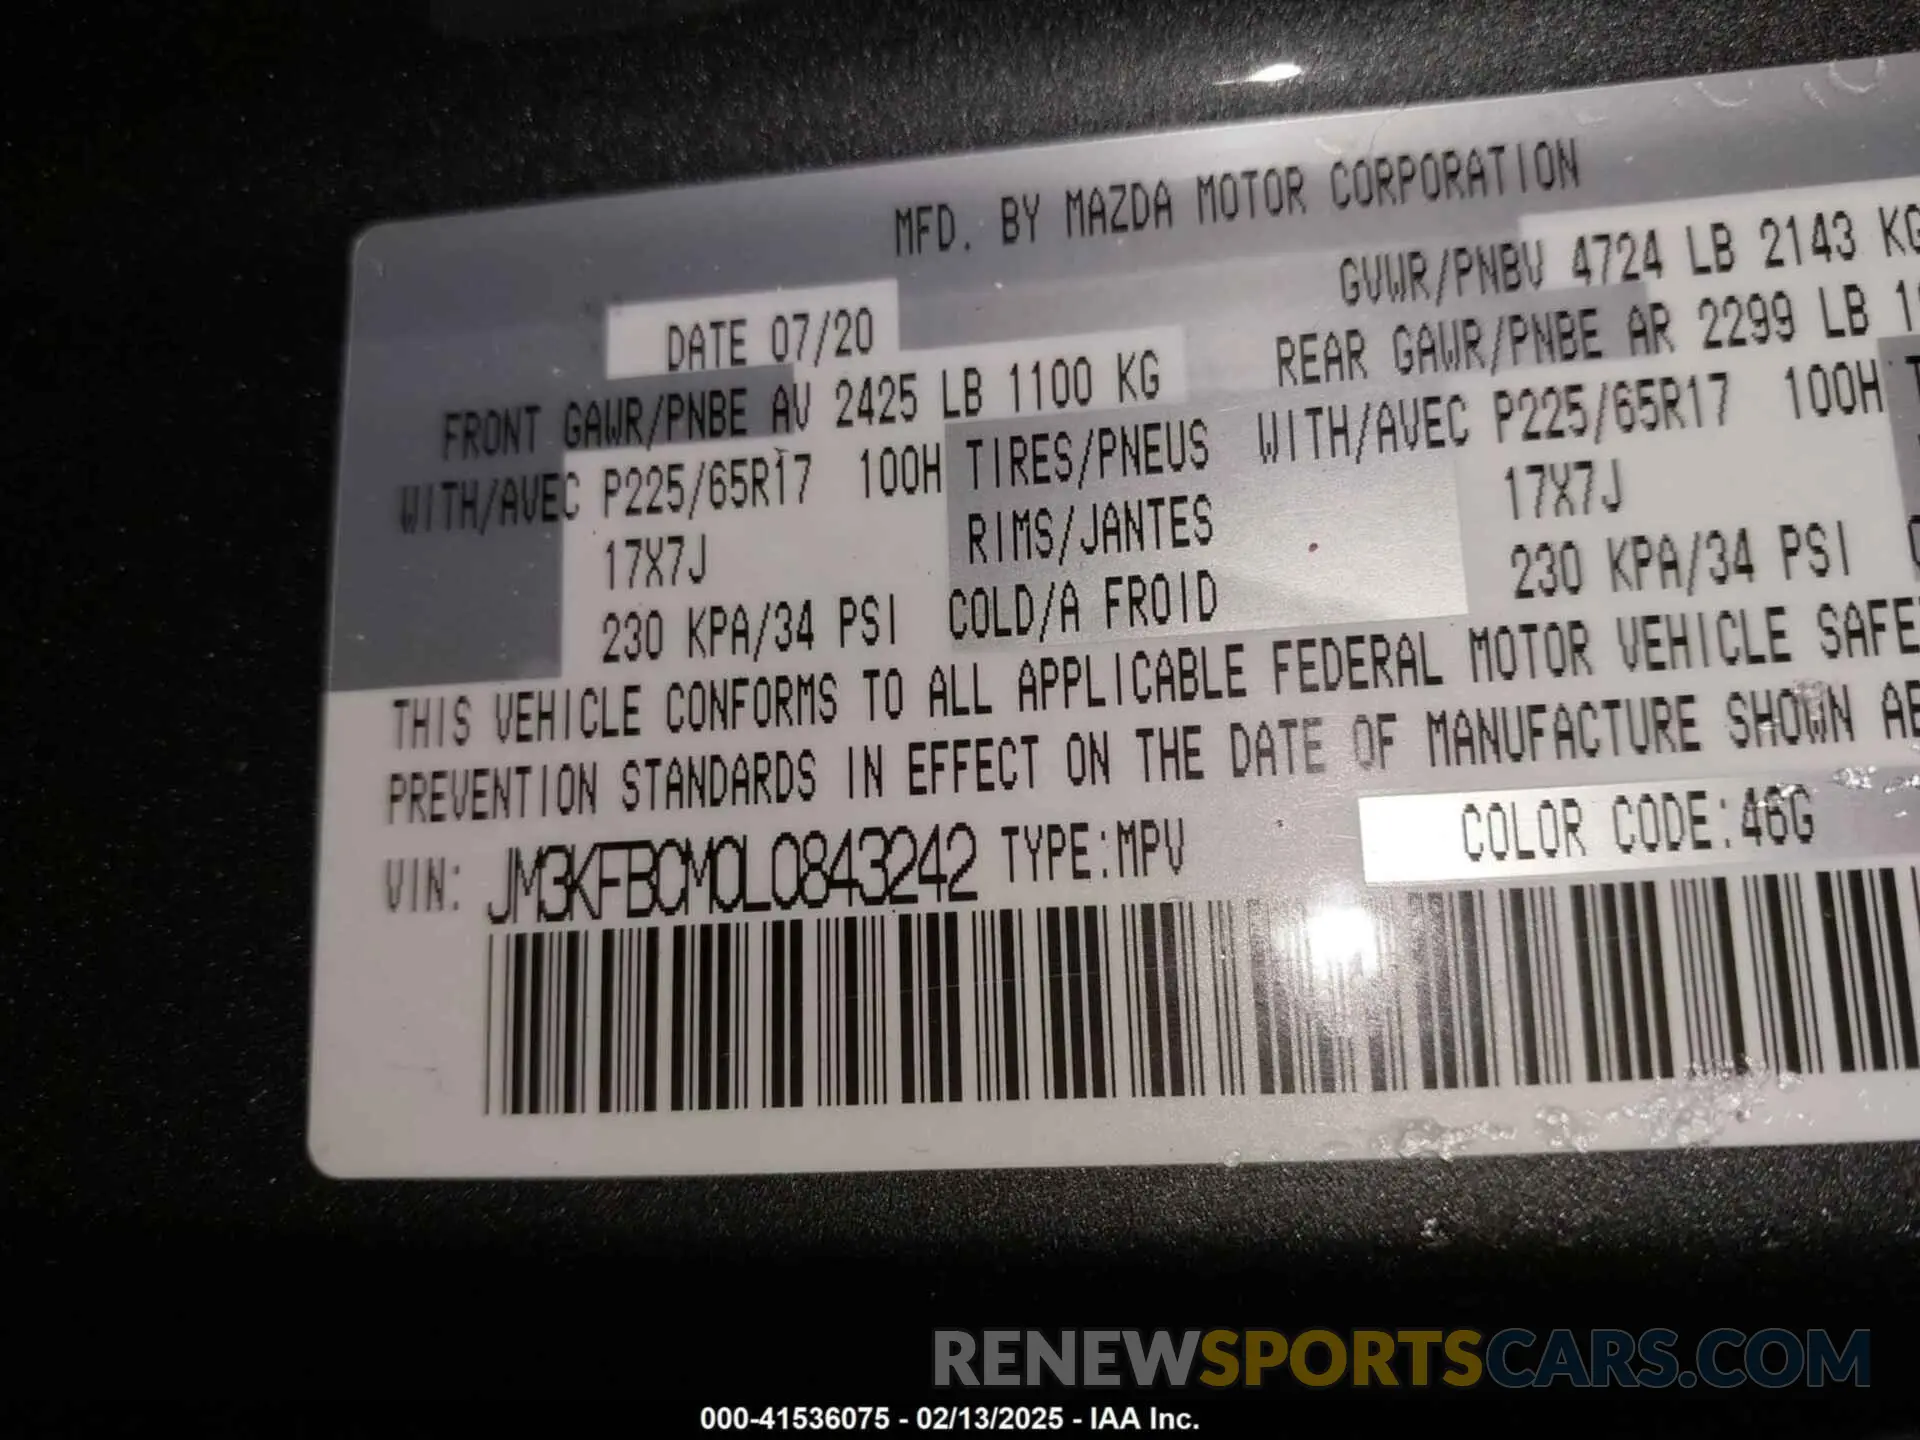 MFD. BY MAZDA MOTOR CORPORATION
DATE 07/20
GVWR/PNBV 4724 LB 2143 KG
FRONT GAWR/PNBE AV 2425 LB 1100 KG
REAR GAWR/PNBE AR 2299 LB
WITH/AVEC P225/65R17 100H TIRES/PNEUS WITH/AVEC P225/65R17 100H
17X7J RIMS/JANTES 17X7J
230 KPA/34 PSI COLD/A FROID 230 KPA/34 PSI
THIS VEHICLE CONFORMS TO ALL APPLICABLE FEDERAL MOTOR VEHICLE SAFE
PREVENTION STANDARDS IN EFFECT ON THE DATE OF MANUFACTURE SHOWN AB
VIN: JM3KFBCM0L0843242 TYPE:MPV COLOR CODE:46G
RENEWSPORTSCARS.COM
000-41536075 - 02/13/2025 - IAA Inc.